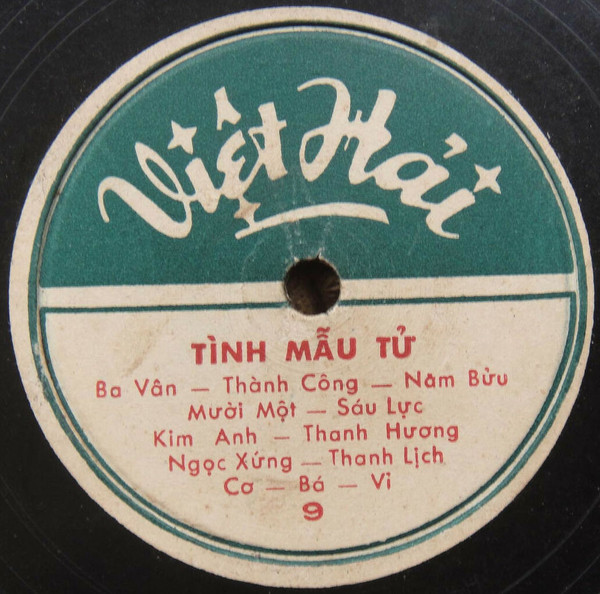 Việt Hải
TÌNH MẪU TỬ
Ba Vân — Thành Công — Năm Bửu
Mười Một — Sáu Lực
Kim Anh — Thanh Hương
Ngọc Xứng — Thanh Lịch
Cơ — Bá — Vi
9